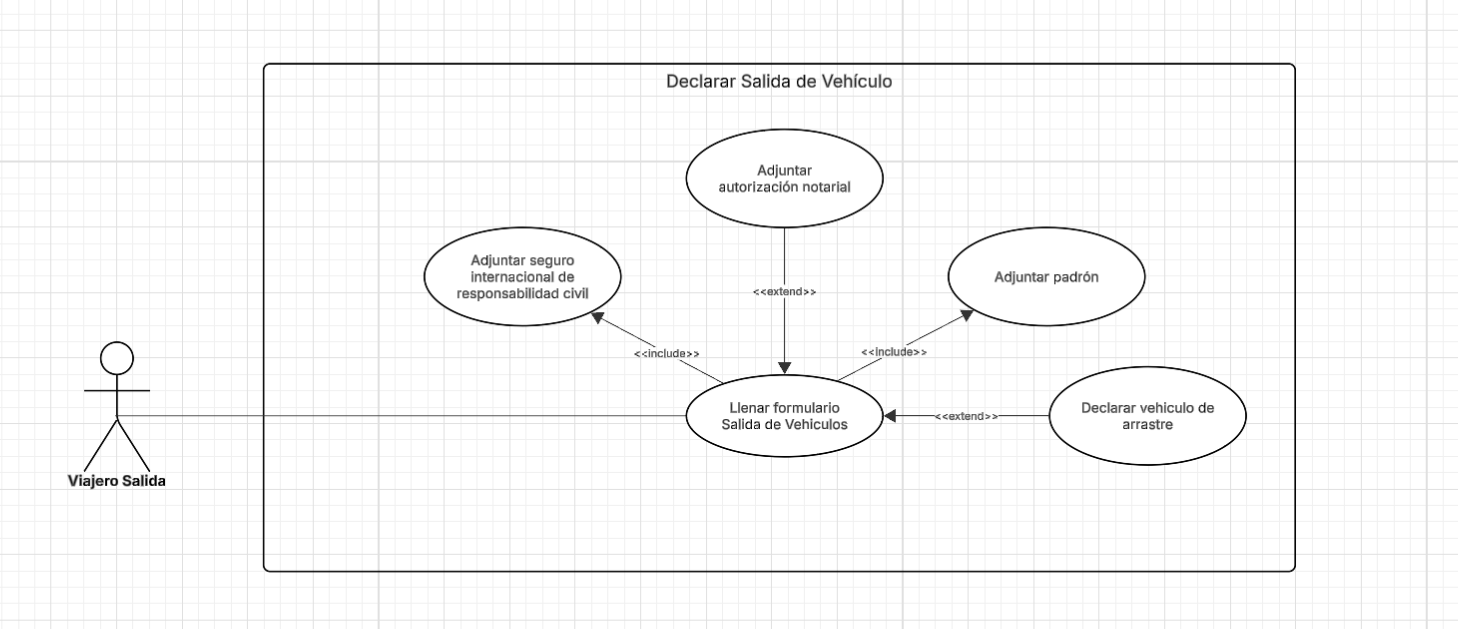 Declarar Salida de Vehículo
Adjuntar
autorización notarial
Adjuntar seguro
internacional de
responsabilidad civil
Adjuntar padrón
<<extend>>
<<include>>
<<include>>
Llenar formulario
Salida de Vehiculos
<<extend>>
Declarar vehiculo de
arrastre
Viajero Salida